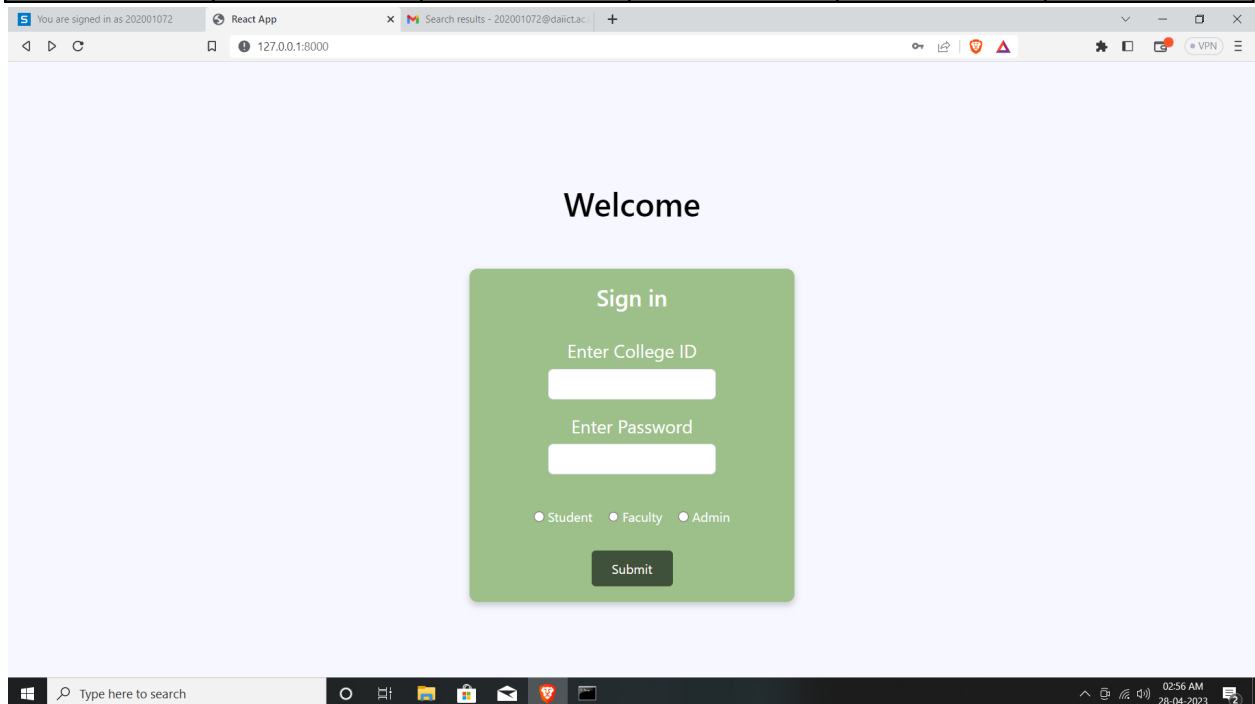 You are signed in as 202001072
React App
Search results - 202001072@daiict.ac.
127.0.0.1:8000
VPN
Welcome
Sign in
Enter College ID
Enter Password
Student Faculty Admin
Submit
Type here to search
02:56 AM
28-04-2023
2